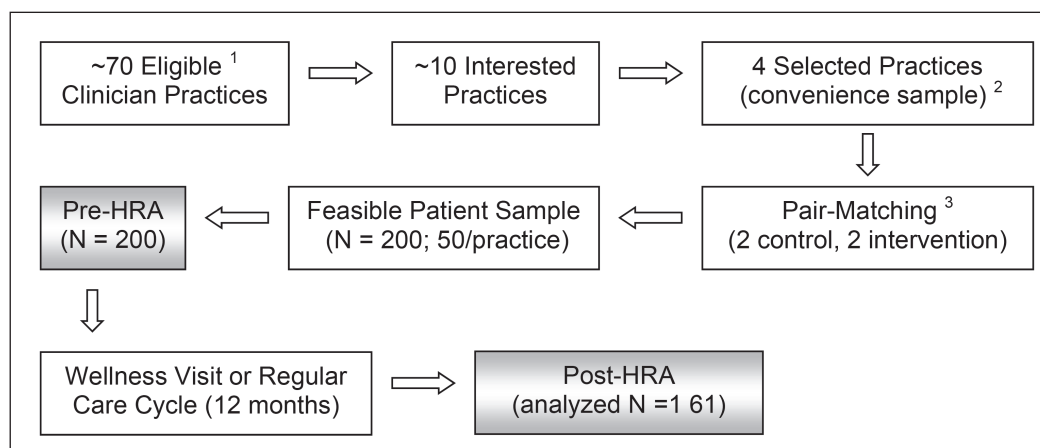 ~70 Eligible 1
Clinician Practices
~10 Interested
Practices
4 Selected Practices
(convenience sample) 2
Pair-Matching 3
(2 control, 2 intervention)
Feasible Patient Sample
(N = 200; 50/practice)
Pre-HRA
(N = 200)
Wellness Visit or Regular
Care Cycle (12 months)
Post-HRA
(analyzed N =1 61)